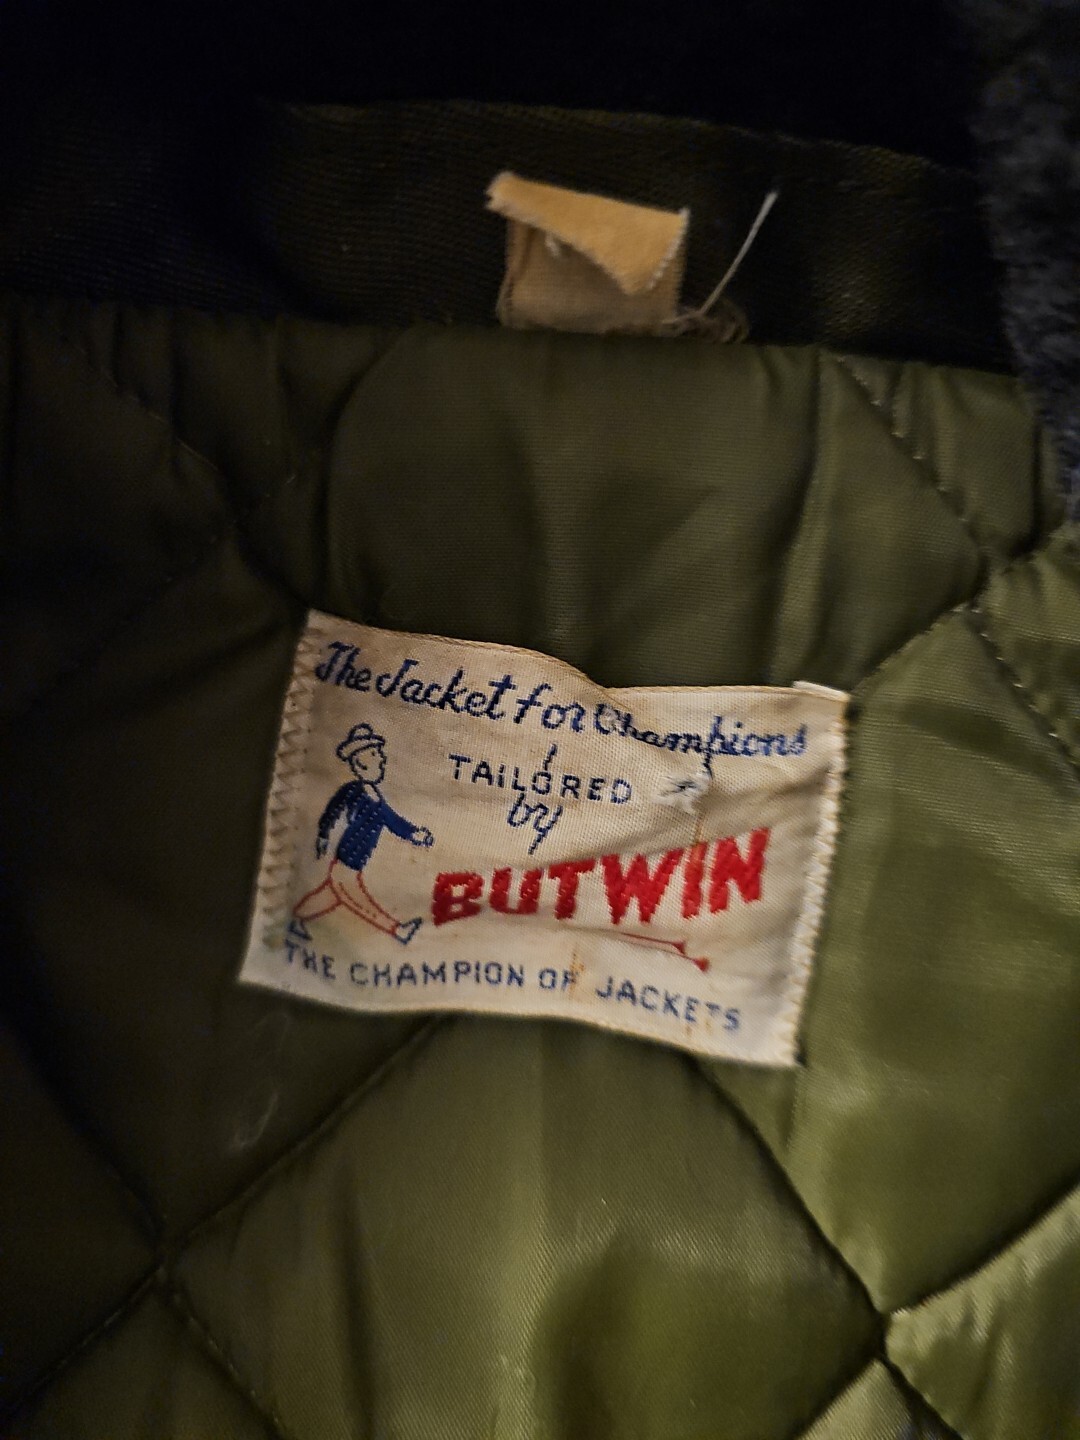 The Jacket for Champions
TAILORED
by
BUTWIN
THE CHAMPION OF JACKETS